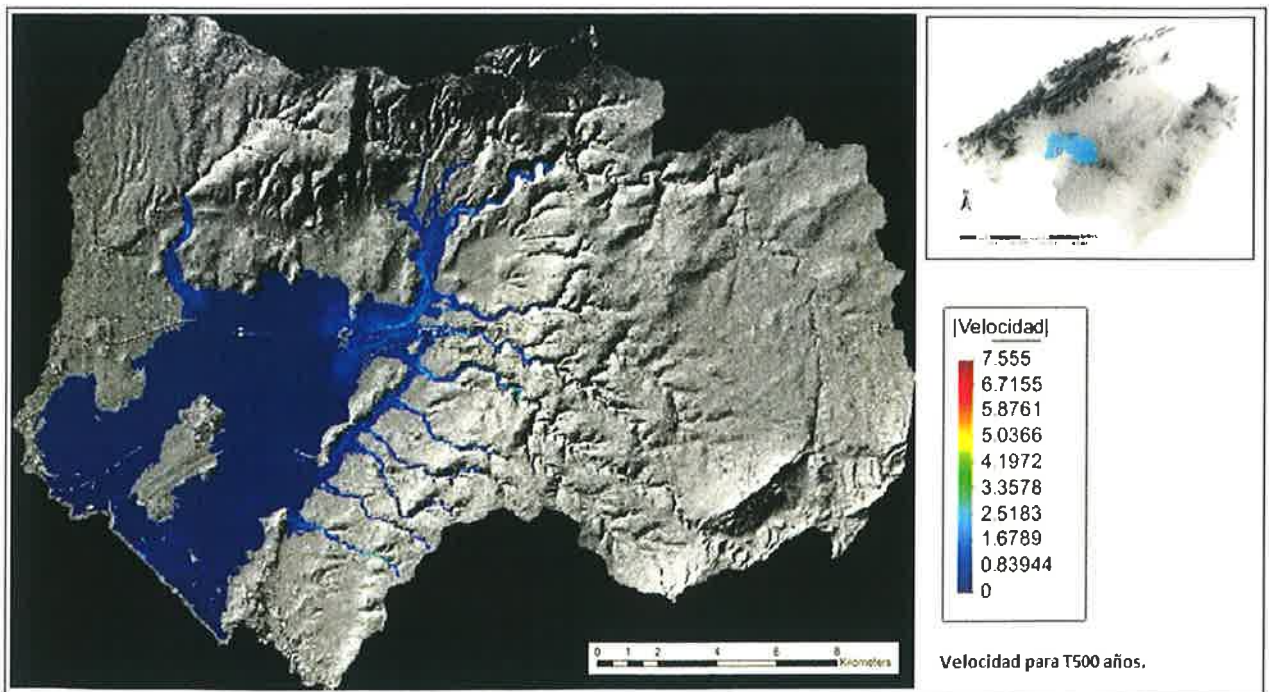 |Velocidad|
7.555
6.7155
5.8761
5.0366
4.1972
3.3578
2.5183
1.6789
0.83944
0
0 1 2 4 6 8
Kilometers
Velocidad para T500 años.